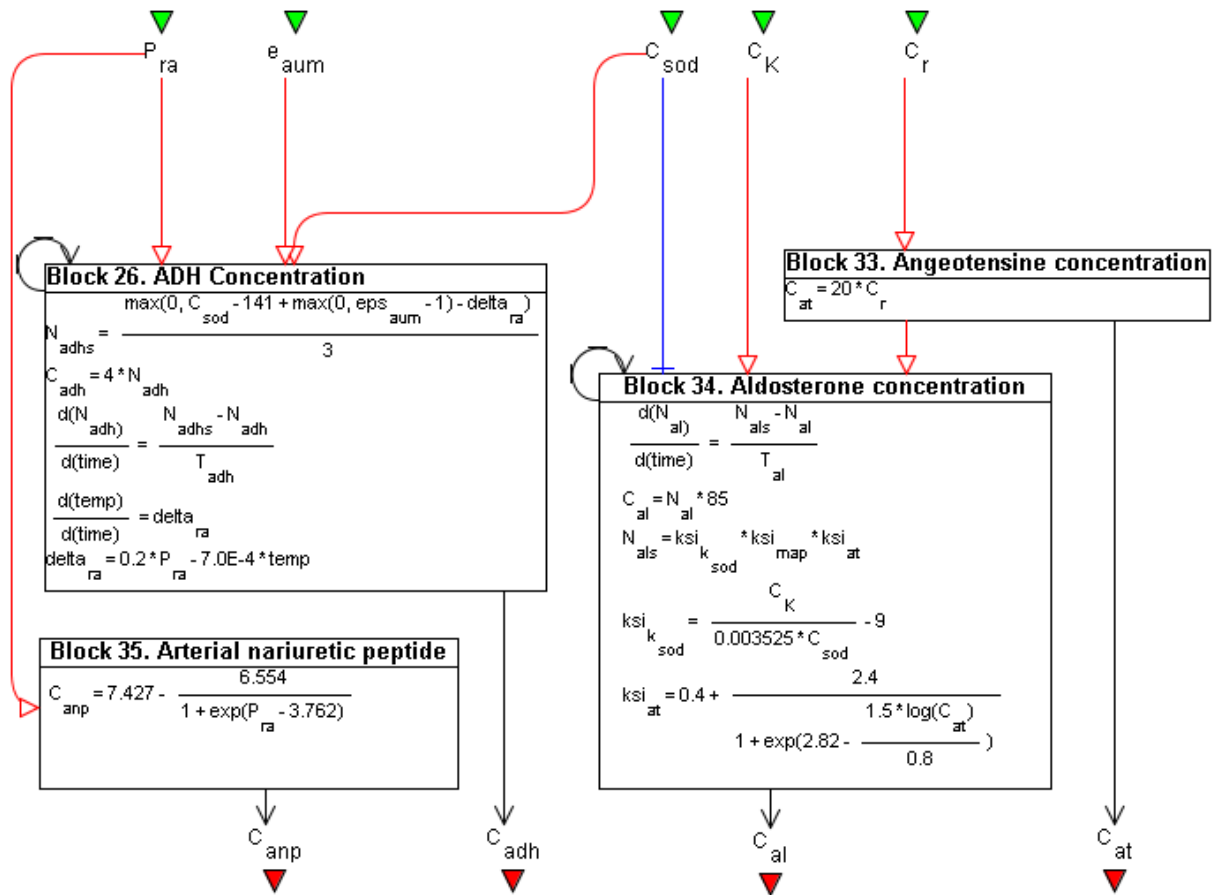 P ra
e aum
C sod
C K
C r
Block 26. ADH Concentration
N adhs = max(0, C sod - 141 + max(0, eps aum - 1) - delta ra) / 3
C adh = 4 * N adh
d(N adh) / d(time) = N adhs - N adh / T adh
d(temp) / d(time) = delta ra
delta ra = 0.2 * P ra - 7.0E-4 * temp
Block 33. Angeotensine concentration
C at = 20 * C r
Block 34. Aldosterone concentration
d(N al) / d(time) = N als - N al / T al
C al = N al * 85
N als = ksi k sod * ksi map * ksi at
ksi k sod = C K / 0.003525 * C sod - 9
ksi at = 0.4 + 2.4 / 1 + exp(2.82 - 1.5 * log(C at) / 0.8)
Block 35. Arterial nariuretic peptide
C anp = 7.427 - 6.554 / 1 + exp(P ra - 3.762)
C anp
C adh
C al
C at